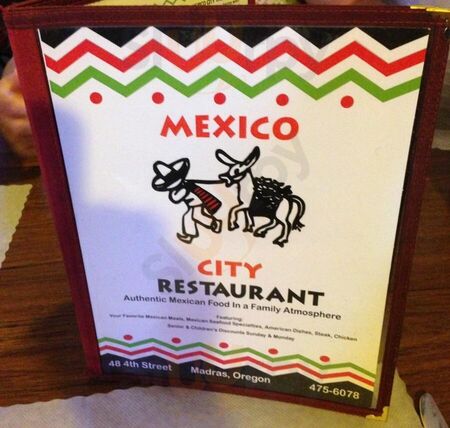 MEXICO
CITY
RESTAURANT
Authentic Mexican Food In a Family Atmosphere
Featuring:
Your Favorite Mexican Meals, Mexican Seafood Specialties, American Dishes, Steak, Chicken
Senior & Children's Discounts Sunday & Monday
48 4th Street Madras, Oregon 475-6078